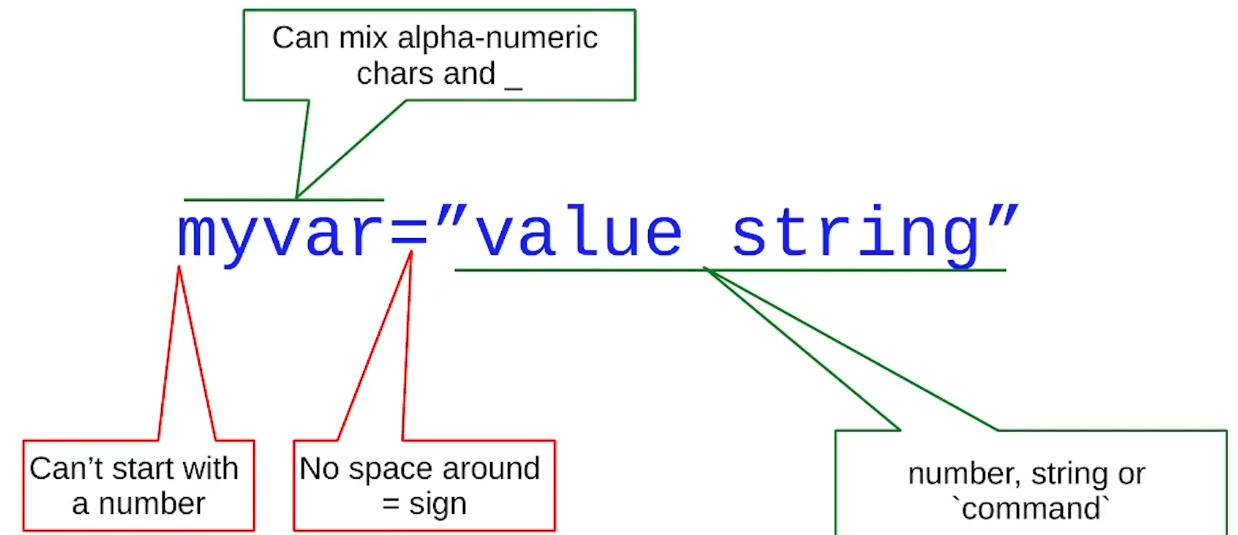 Can mix alpha-numeric
chars and _
myvar=”value string”
Can’t start with
a number
No space around
= sign
number, string or
`command`